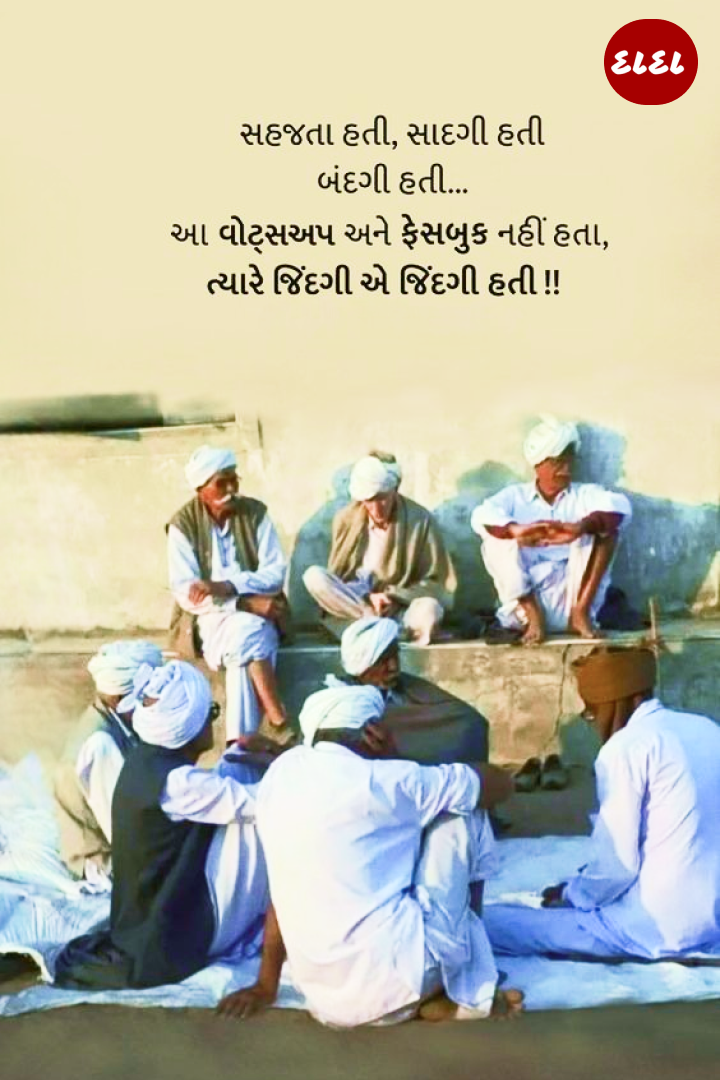 દાદા
સહજતા હતી, સાદગી હતી
બંદગી હતી...
આ વોટ્સઅપ અને ફેસબુક નહીં હતા,
ત્યારે જિંદગી એ જિંદગી હતી !!